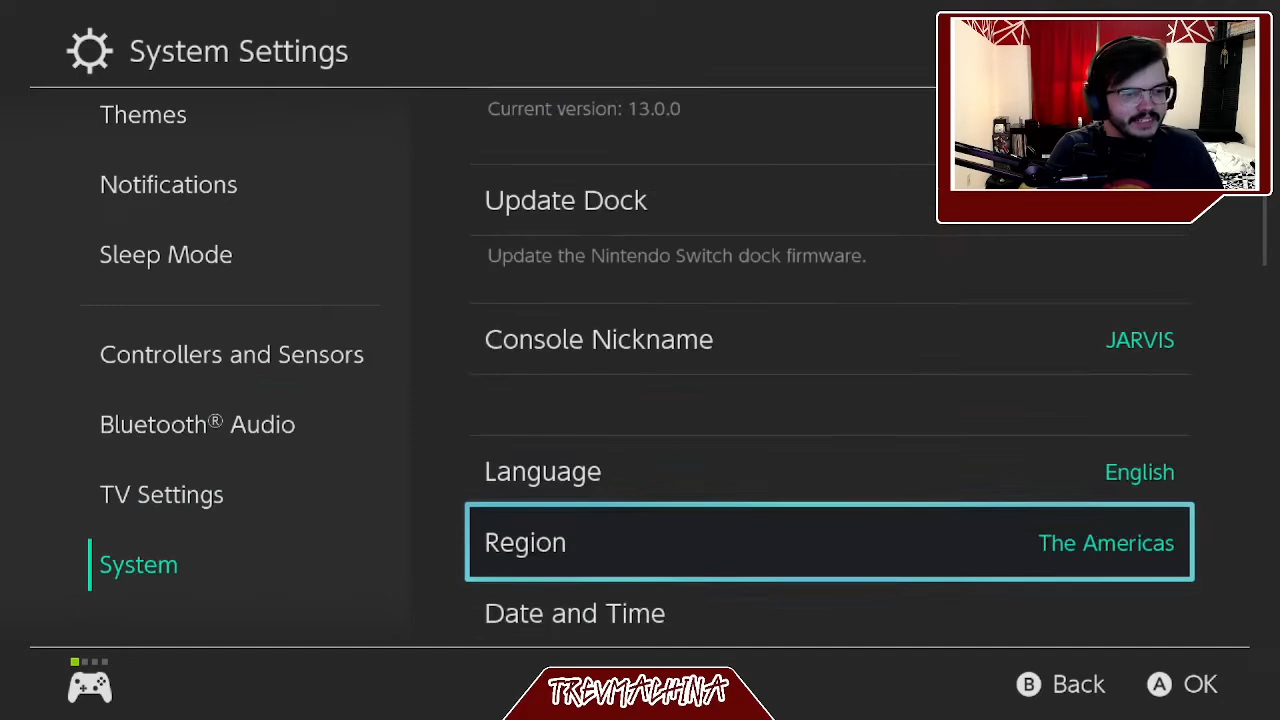 System Settings
Themes
Notifications
Sleep Mode
Controllers and Sensors
Bluetooth® Audio
TV Settings
System
Current version: 13.0.0
Update Dock
Update the Nintendo Switch dock firmware.
Console Nickname JARVIS
Language English
Region The Americas
Date and Time
TREVMACHINA
B Back A OK